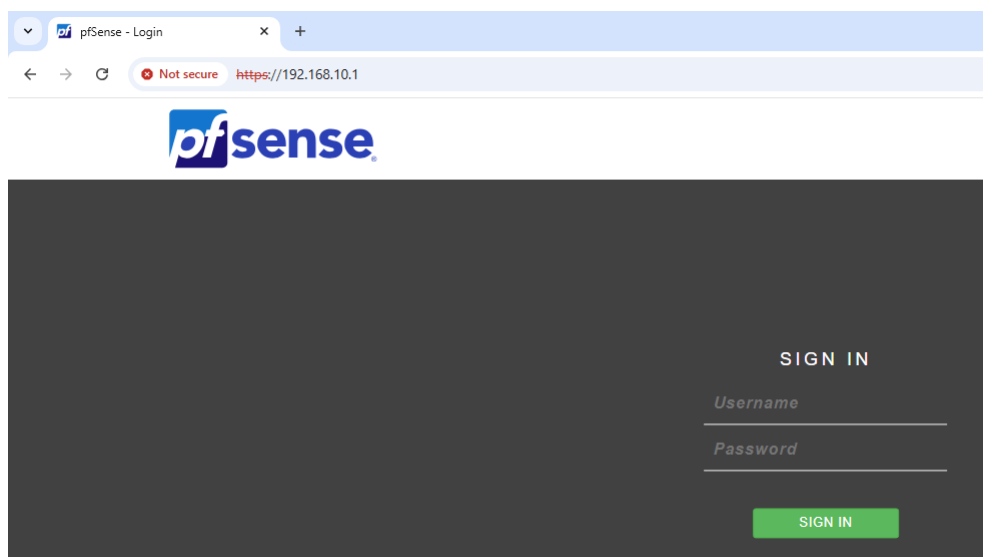 pfSense - Login
Not secure https://192.168.10.1
pfsense
SIGN IN
Username
Password
SIGN IN